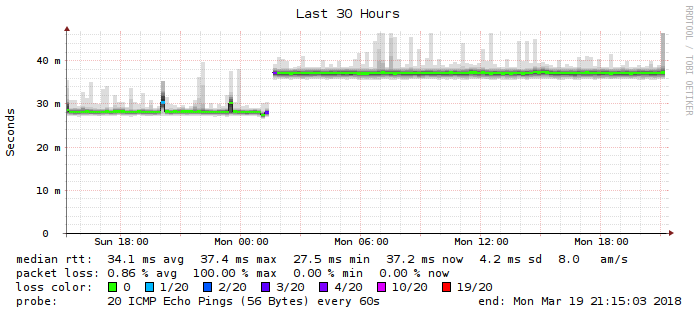 Last 30 Hours
RRDTOOL / TOBI OETIKER
Seconds
40 m
30 m
20 m
10 m
0
Sun 18:00 Mon 00:00 Mon 06:00 Mon 12:00 Mon 18:00
median rtt: 34.1 ms avg 37.4 ms max 27.5 ms min 37.2 ms now 4.2 ms sd 8.0 am/s
packet loss: 0.86 % avg 100.00 % max 0.00 % min 0.00 % now
loss color: 0 1/20 2/20 3/20 4/20 10/20 19/20
probe: 20 ICMP Echo Pings (56 Bytes) every 60s end: Mon Mar 19 21:15:03 2018